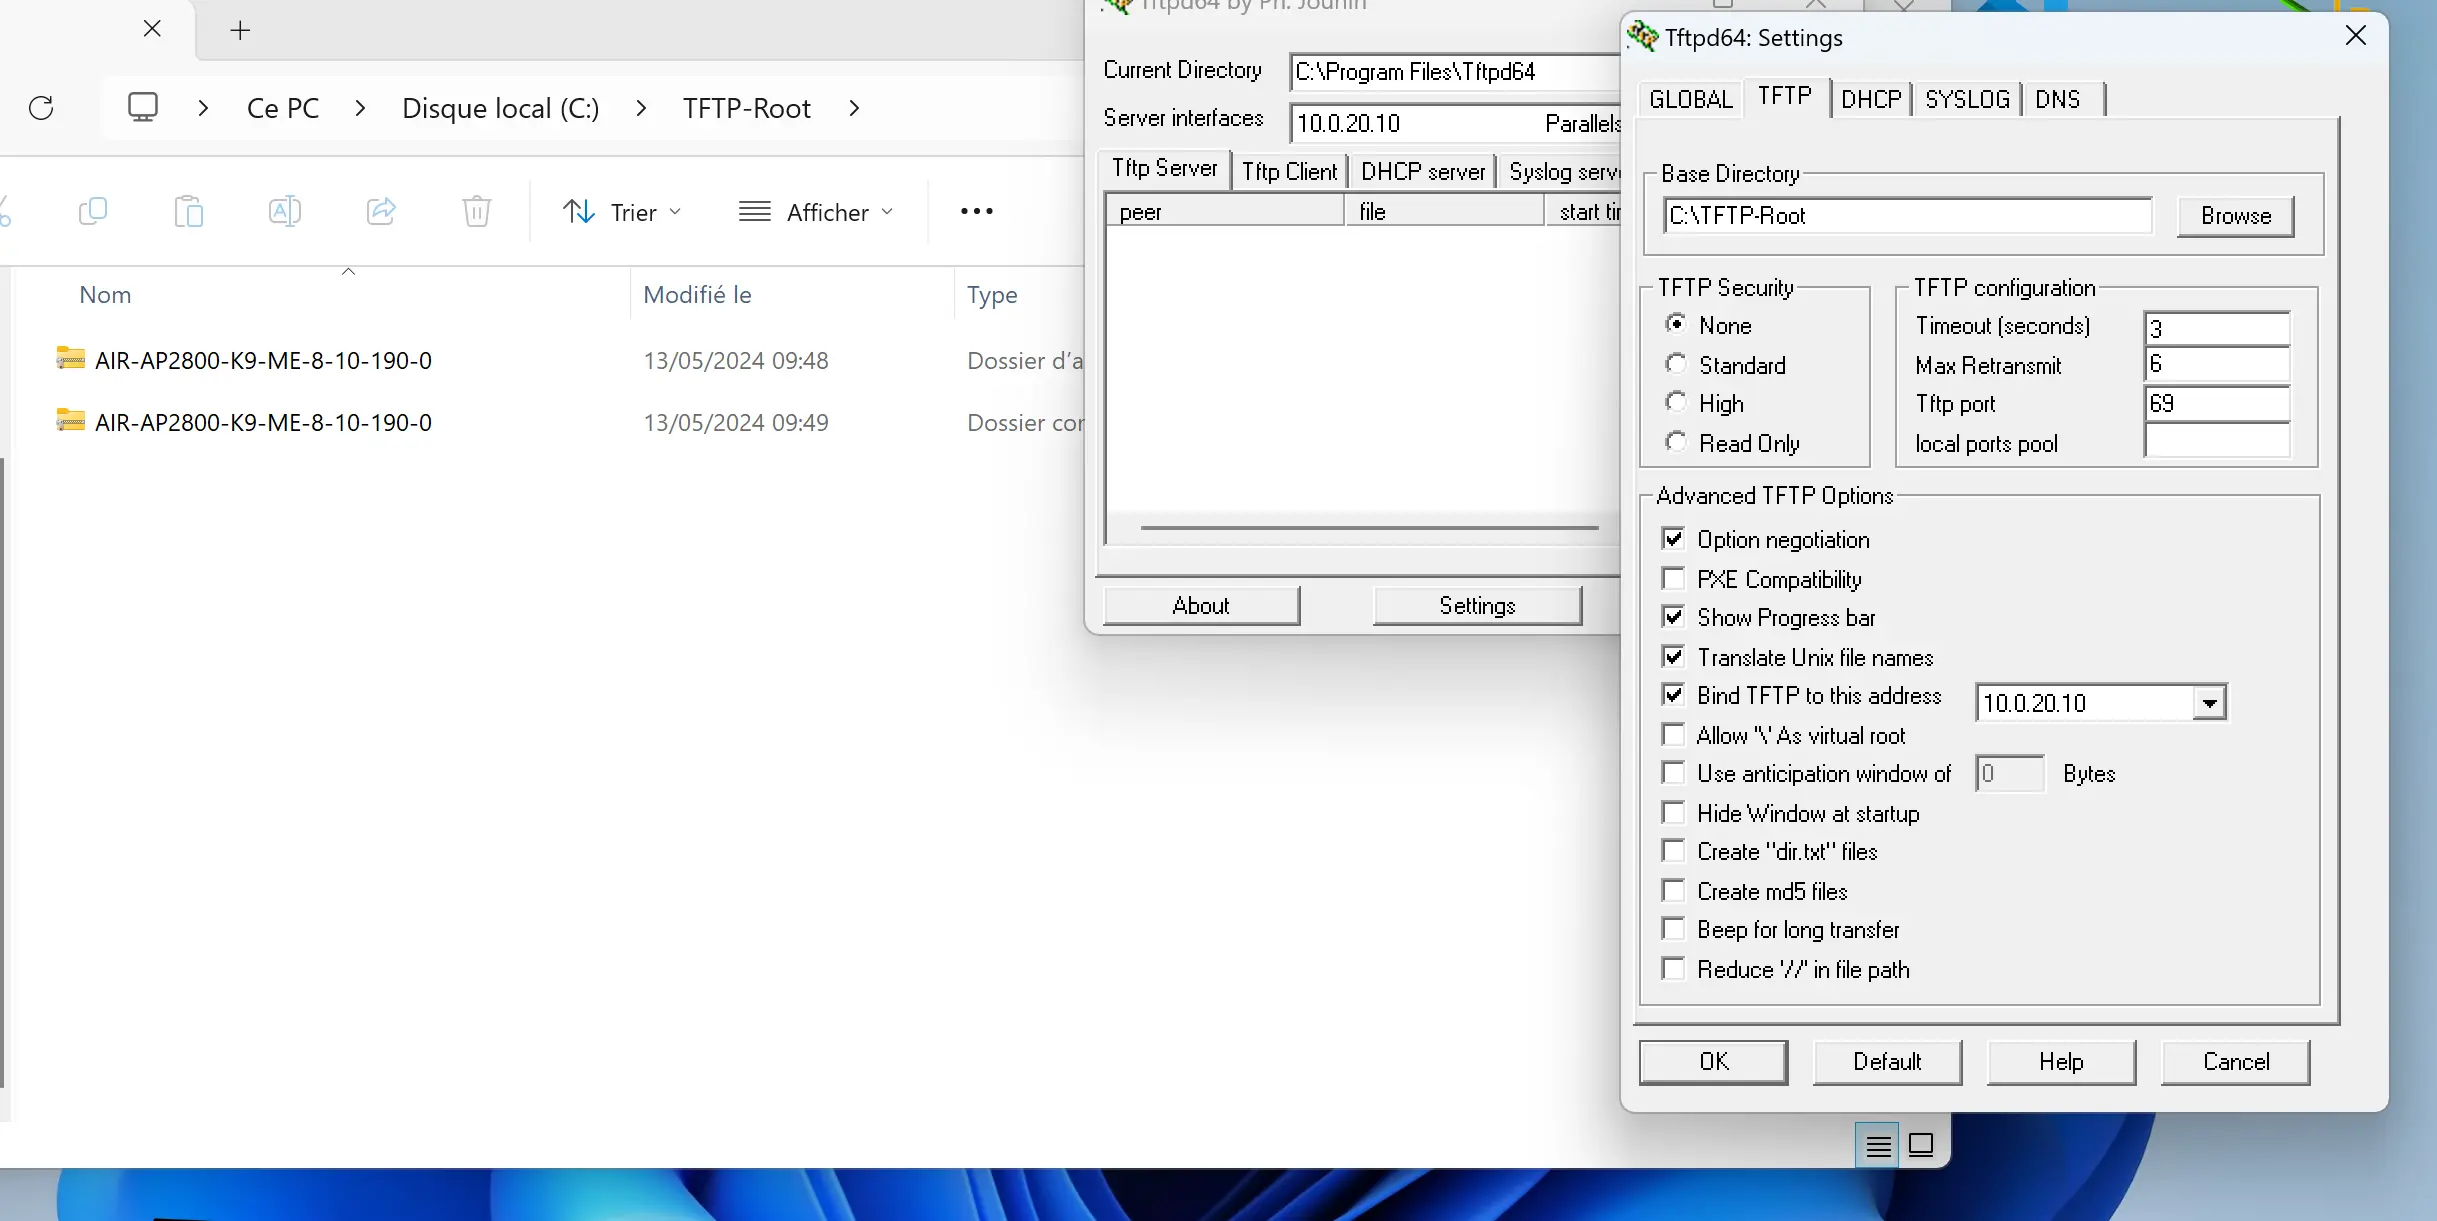 Ce PC > Disque local (C:) > TFTP-Root >
Trier
Afficher
Nom Modifié le Type
AIR-AP2800-K9-ME-8-10-190-0 13/05/2024 09:48 Dossier d'a
AIR-AP2800-K9-ME-8-10-190-0 13/05/2024 09:49 Dossier cor
Tftpd64 by Ph. Jounin
Current Directory C:\Program Files\Tftpd64
Server interfaces 10.0.20.10 Parallels
Tftp Server Tftp Client DHCP server Syslog serv
peer file start tim
About Settings
Tftpd64: Settings
GLOBAL TFTP DHCP SYSLOG DNS
Base Directory
C:\TFTP-Root Browse
TFTP Security
None
Standard
High
Read Only
TFTP configuration
Timeout (seconds) 3
Max Retransmit 6
Tftp port 69
local ports pool
Advanced TFTP Options
Option negotiation
PXE Compatibility
Show Progress bar
Translate Unix file names
Bind TFTP to this address 10.0.20.10
Allow '\' As virtual root
Use anticipation window of 0 Bytes
Hide Window at startup
Create "dir.txt" files
Create md5 files
Beep for long transfer
Reduce '//' in file path
OK Default Help Cancel